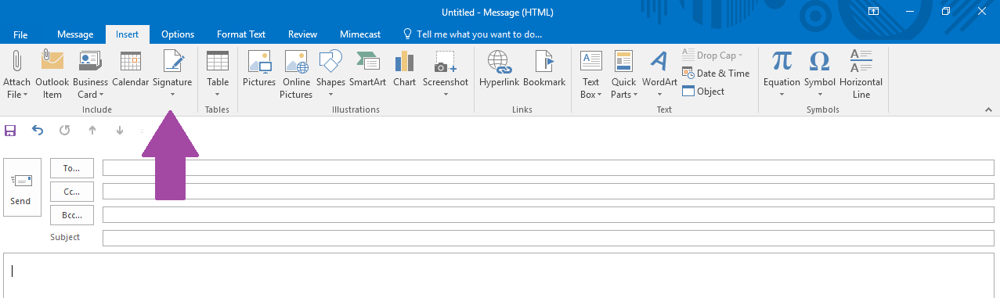 Untitled - Message (HTML)
File Message Insert Options Format Text Review Mimecast Tell me what you want to do...
Attach File
Outlook Item
Business Card
Calendar
Signature
Table
Pictures
Online Pictures
Shapes
SmartArt
Chart
Screenshot
Hyperlink
Bookmark
Text Box
Quick Parts
WordArt
Drop Cap
Date & Time
Object
Equation
Symbol
Horizontal Line
Include Tables Illustrations Links Text Symbols
Send
To...
Cc...
Bcc...
Subject